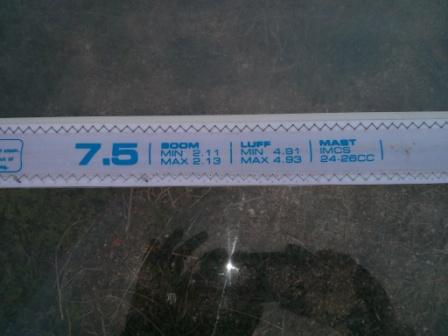 7.5
BOOM
MIN 2.11
MAX 2.13
LUFF
MIN 4.91
MAX 4.93
MAST
IMCS
24-26CC